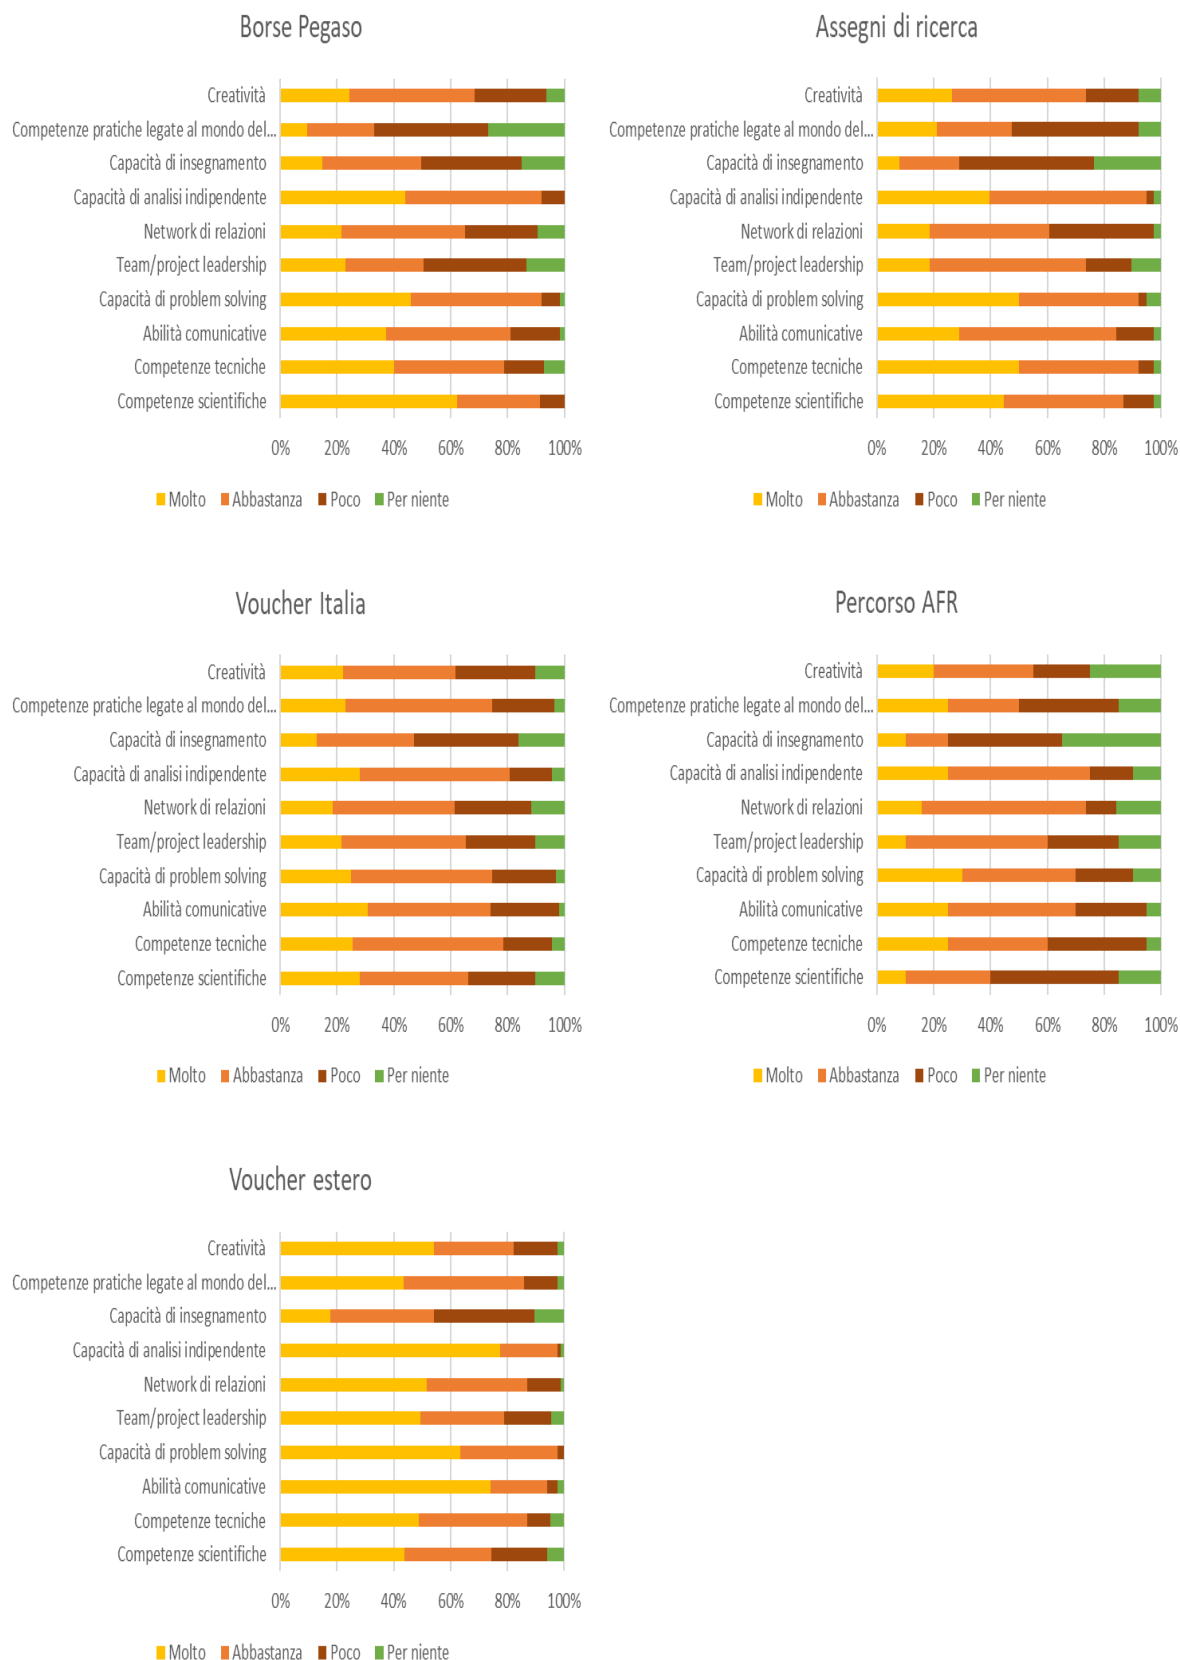 Borse Pegaso
Creatività
Competenze pratiche legate al mondo del...
Capacità di insegnamento
Capacità di analisi indipendente
Network di relazioni
Team/project leadership
Capacità di problem solving
Abilità comunicative
Competenze tecniche
Competenze scientifiche
0% 20% 40% 60% 80% 100%
Molto Abbastanza Poco Per niente
Assegni di ricerca
Creatività
Competenze pratiche legate al mondo del...
Capacità di insegnamento
Capacità di analisi indipendente
Network di relazioni
Team/project leadership
Capacità di problem solving
Abilità comunicative
Competenze tecniche
Competenze scientifiche
0% 20% 40% 60% 80% 100%
Molto Abbastanza Poco Per niente
Voucher Italia
Creatività
Competenze pratiche legate al mondo del...
Capacità di insegnamento
Capacità di analisi indipendente
Network di relazioni
Team/project leadership
Capacità di problem solving
Abilità comunicative
Competenze tecniche
Competenze scientifiche
0% 20% 40% 60% 80% 100%
Molto Abbastanza Poco Per niente
Percorso AFR
Creatività
Competenze pratiche legate al mondo del...
Capacità di insegnamento
Capacità di analisi indipendente
Network di relazioni
Team/project leadership
Capacità di problem solving
Abilità comunicative
Competenze tecniche
Competenze scientifiche
0% 20% 40% 60% 80% 100%
Molto Abbastanza Poco Per niente
Voucher estero
Creatività
Competenze pratiche legate al mondo del...
Capacità di insegnamento
Capacità di analisi indipendente
Network di relazioni
Team/project leadership
Capacità di problem solving
Abilità comunicative
Competenze tecniche
Competenze scientifiche
0% 20% 40% 60% 80% 100%
Molto Abbastanza Poco Per niente